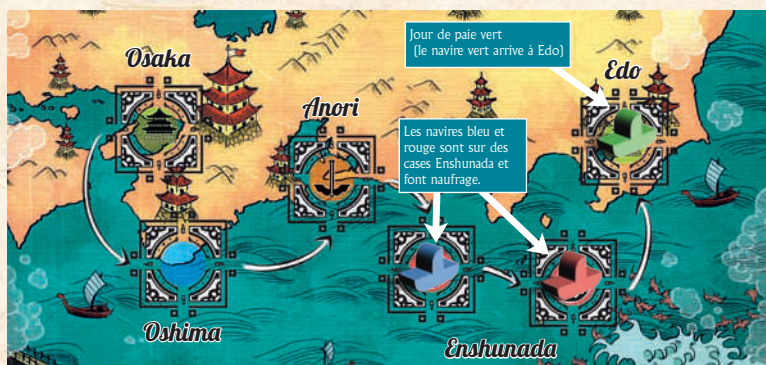 Jour de paie vert
(le navire vert arrive à Edo)
Osaka
Edo
Anori
Les navires bleu et
rouge sont sur des
cases Enshunada et
font naufrage.
Oshima
Enshunada